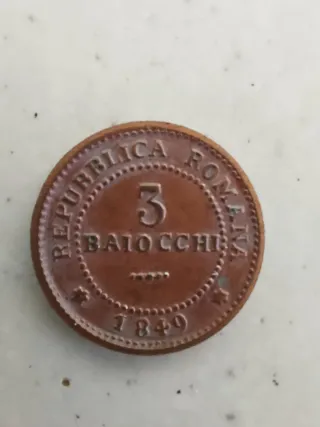 REPUBBLICA ROMANA
3
BAIOCCHI
1849